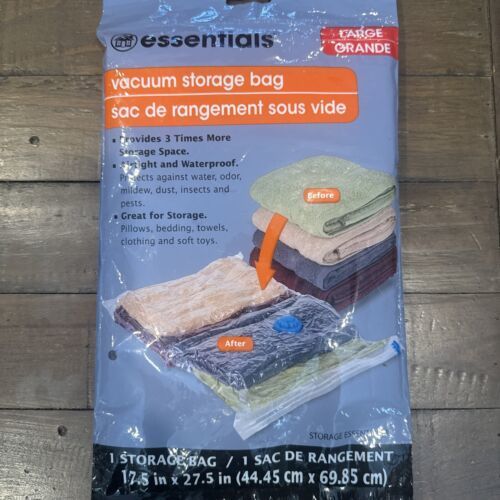 essentials
LARGE
GRANDE
vacuum storage bag
sac de rangement sous vide
• Provides 3 Times More
Storage Space.
• Airtight and Waterproof.
Protects against water, odor,
mildew, dust, insects and
pests.
• Great for Storage.
Pillows, bedding, towels,
clothing and soft toys.
Before
After
STORAGE
1 STORAGE BAG / 1 SAC DE RANGEMENT
17.5 in x 27.5 in (44.45 cm x 69.85 cm)